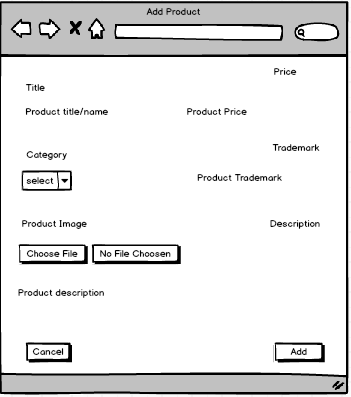 Add Product
Price
Title
Product title/name
Product Price
Trademark
Category
select
Product Trademark
Product Image
Description
Choose File
No File Choosen
Product description
Cancel
Add